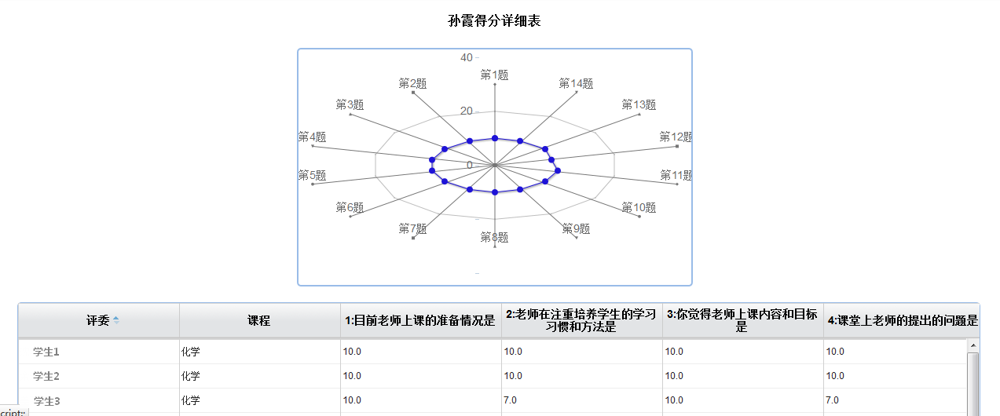 孙霞得分详细表
40
第1题
第2题
第14题
第3题
第13题
20
第4题
第12题
0
第5题
第11题
第6题
第10题
第7题
第9题
第8题
评委 课程 1:目前老师上课的准备情况是 2:老师在注重培养学生的学习习惯和方法是 3:你觉得老师上课内容和目标是 4:课堂上老师的提出的问题是
学生1 化学 10.0 10.0 10.0 10.0
学生2 化学 10.0 10.0 10.0 10.0
学生3 化学 10.0 7.0 10.0 7.0
cript: